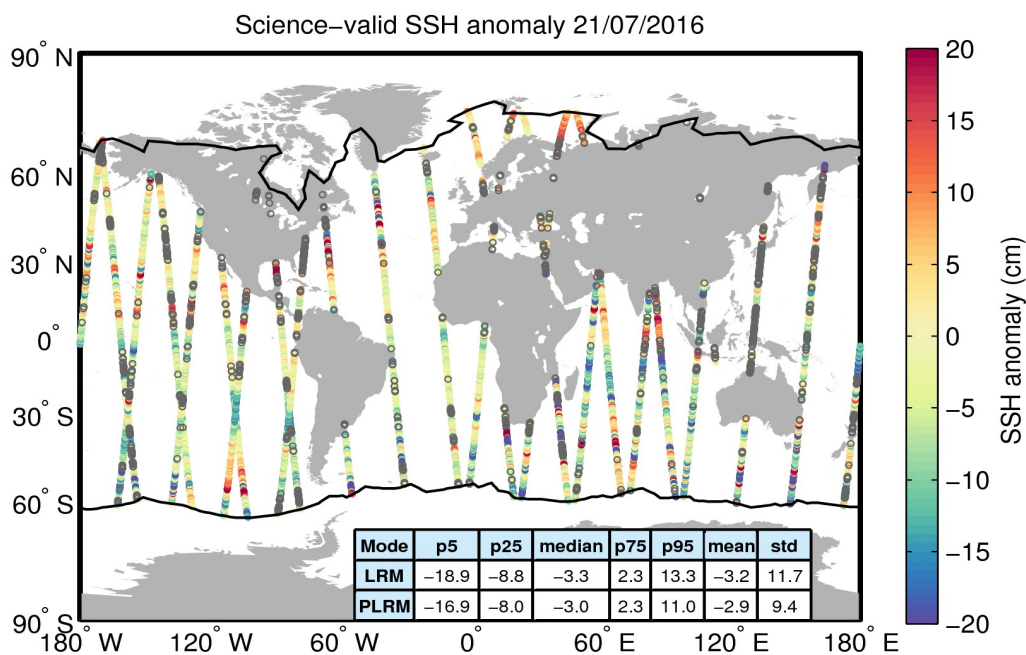 Science−valid SSH anomaly 21/07/2016
90° N
60° N
30° N
0°
30° S
60° S
90° S
180° W
120° W
60° W
0°
60° E
120° E
180° E
Mode p5 p25 median p75 p95 mean std
LRM −18.9 −8.8 −3.3 2.3 13.3 −3.2 11.7
PLRM −16.9 −8.0 −3.0 2.3 11.0 −2.9 9.4
20
15
10
5
0
−5
−10
−15
−20
SSH anomaly (cm)